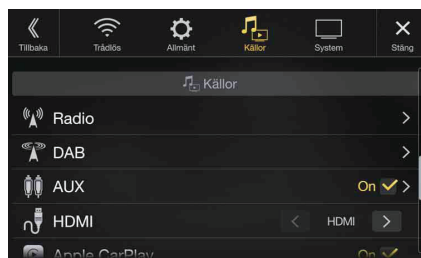 Tillbaka Trådlös Allmänt Källor System Stäng
Källor
Radio
DAB
AUX On
HDMI HDMI
Apple CarPlay On